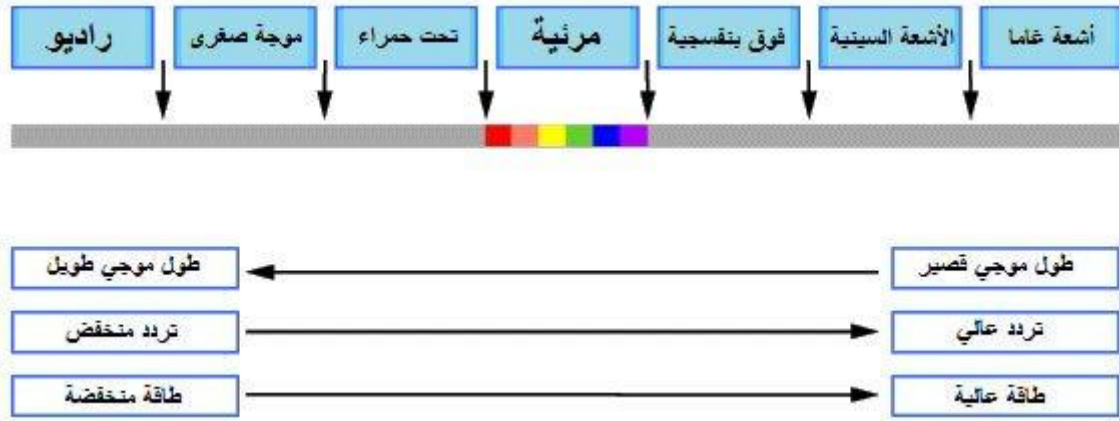 أشعة غاما
الأشعة السينية
فوق بنفسجية
مرئية
تحت حمراء
موجة صغرى
راديو
طول موجي قصير
طول موجي طويل
تردد عالي
تردد منخفض
طاقة عالية
طاقة منخفضة